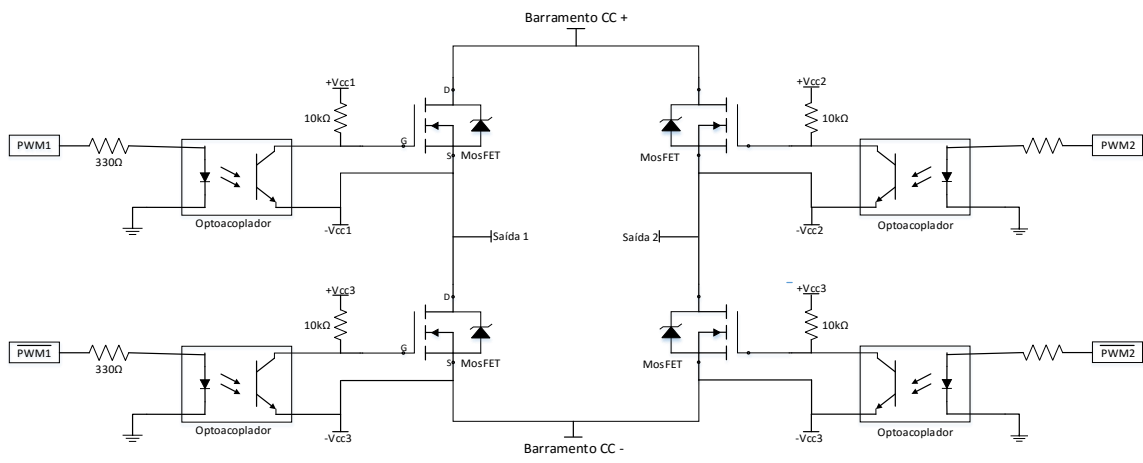 Barramento CC +
+Vcc1
10kΩ
D
G
S
MosFET
PWM1
330Ω
Optoacoplador
-Vcc1
Saída 1
+Vcc2
10kΩ
MosFET
PWM2
Optoacoplador
-Vcc2
Saída 2
+Vcc3
10kΩ
D
G
S
MosFET
PWM1
330Ω
Optoacoplador
-Vcc3
+Vcc3
10kΩ
MosFET
PWM2
Optoacoplador
-Vcc3
Barramento CC -